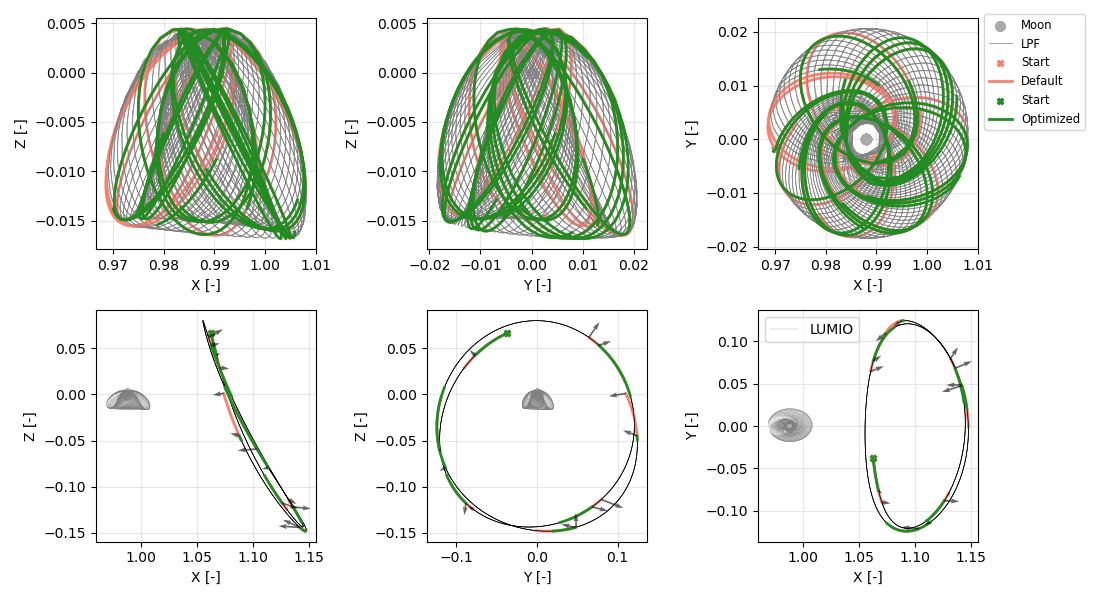 0.005
0.000
−0.005
−0.010
−0.015
Z [-]
0.97 0.98 0.99 1.00 1.01
X [-]
0.005
0.000
−0.005
−0.010
−0.015
Z [-]
−0.02 −0.01 0.00 0.01 0.02
Y [-]
0.02
0.01
0.00
−0.01
−0.02
Y [-]
0.97 0.98 0.99 1.00 1.01
X [-]
Moon
LPF
Start
Default
Start
Optimized
0.05
0.00
−0.05
−0.10
−0.15
Z [-]
1.00 1.05 1.10 1.15
X [-]
0.05
0.00
−0.05
−0.10
−0.15
Z [-]
−0.1 0.0 0.1
Y [-]
LUMIO
0.10
0.05
0.00
−0.05
−0.10
Y [-]
1.00 1.05 1.10 1.15
X [-]